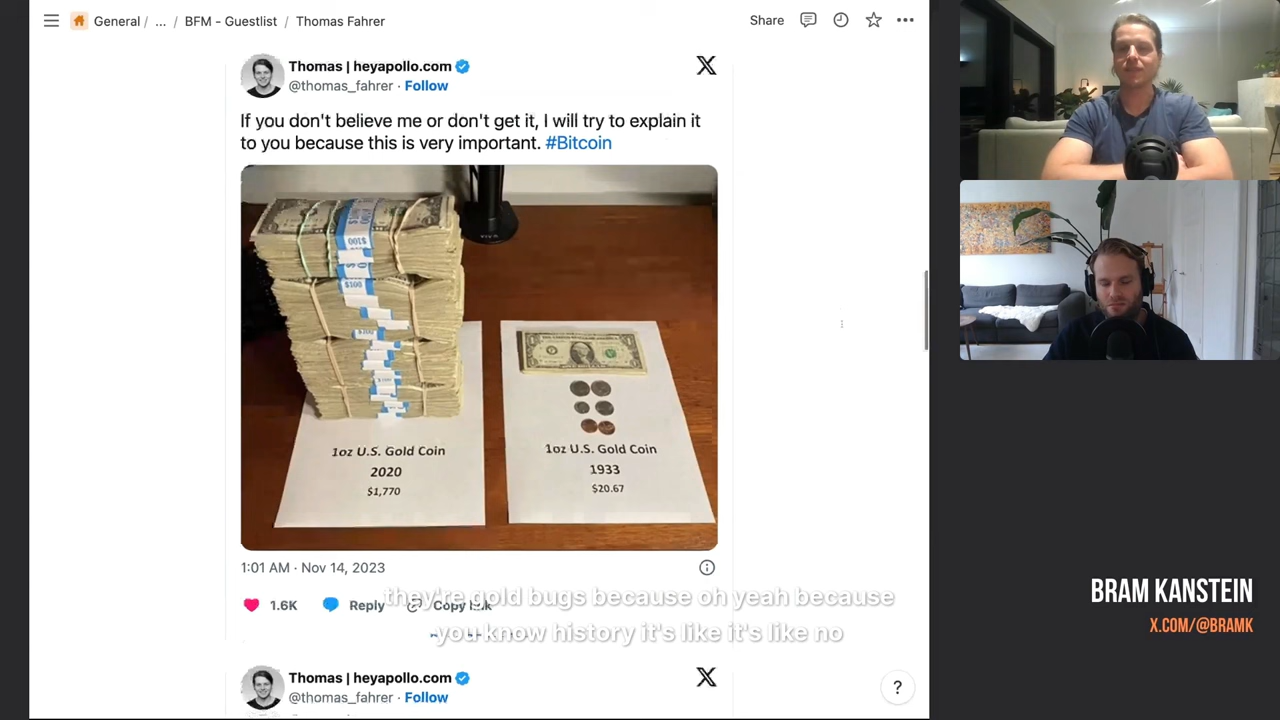 General / ... / BFM - Guestlist / Thomas Fahrer
Share
Thomas | heyapollo.com
@thomas_fahrer · Follow
If you don't believe me or don't get it, I will try to explain it
to you because this is very important. #Bitcoin
$100
1oz U.S. Gold Coin
2020
$1,770
1oz U.S. Gold Coin
1933
$20.67
1:01 AM · Nov 14, 2023
1.6K
Reply
Copy link
they're gold bugs because oh yeah because
you know history it's like it's like no
Thomas | heyapollo.com
@thomas_fahrer · Follow
?
BRAM KANSTEIN
X.COM/@BRAMK